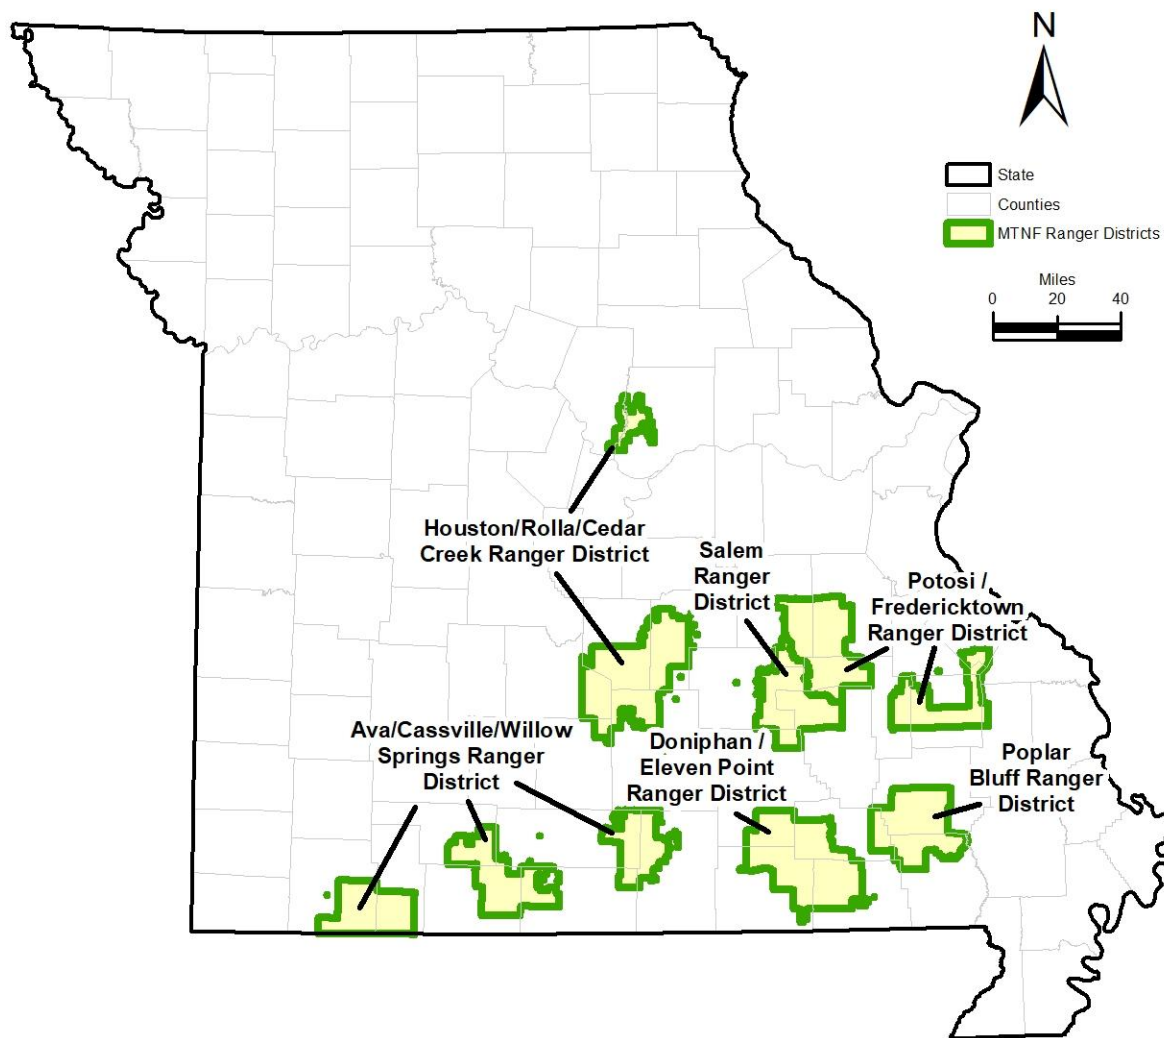 N
State
Counties
MTNF Ranger Districts
Miles
0 20 40
Houston/Rolla/Cedar
Creek Ranger District
Salem
Ranger
District
Potosi /
Fredericktown
Ranger District
Ava/Cassville/Willow
Springs Ranger
District
Doniphan /
Eleven Point
Ranger District
Poplar
Bluff Ranger
District